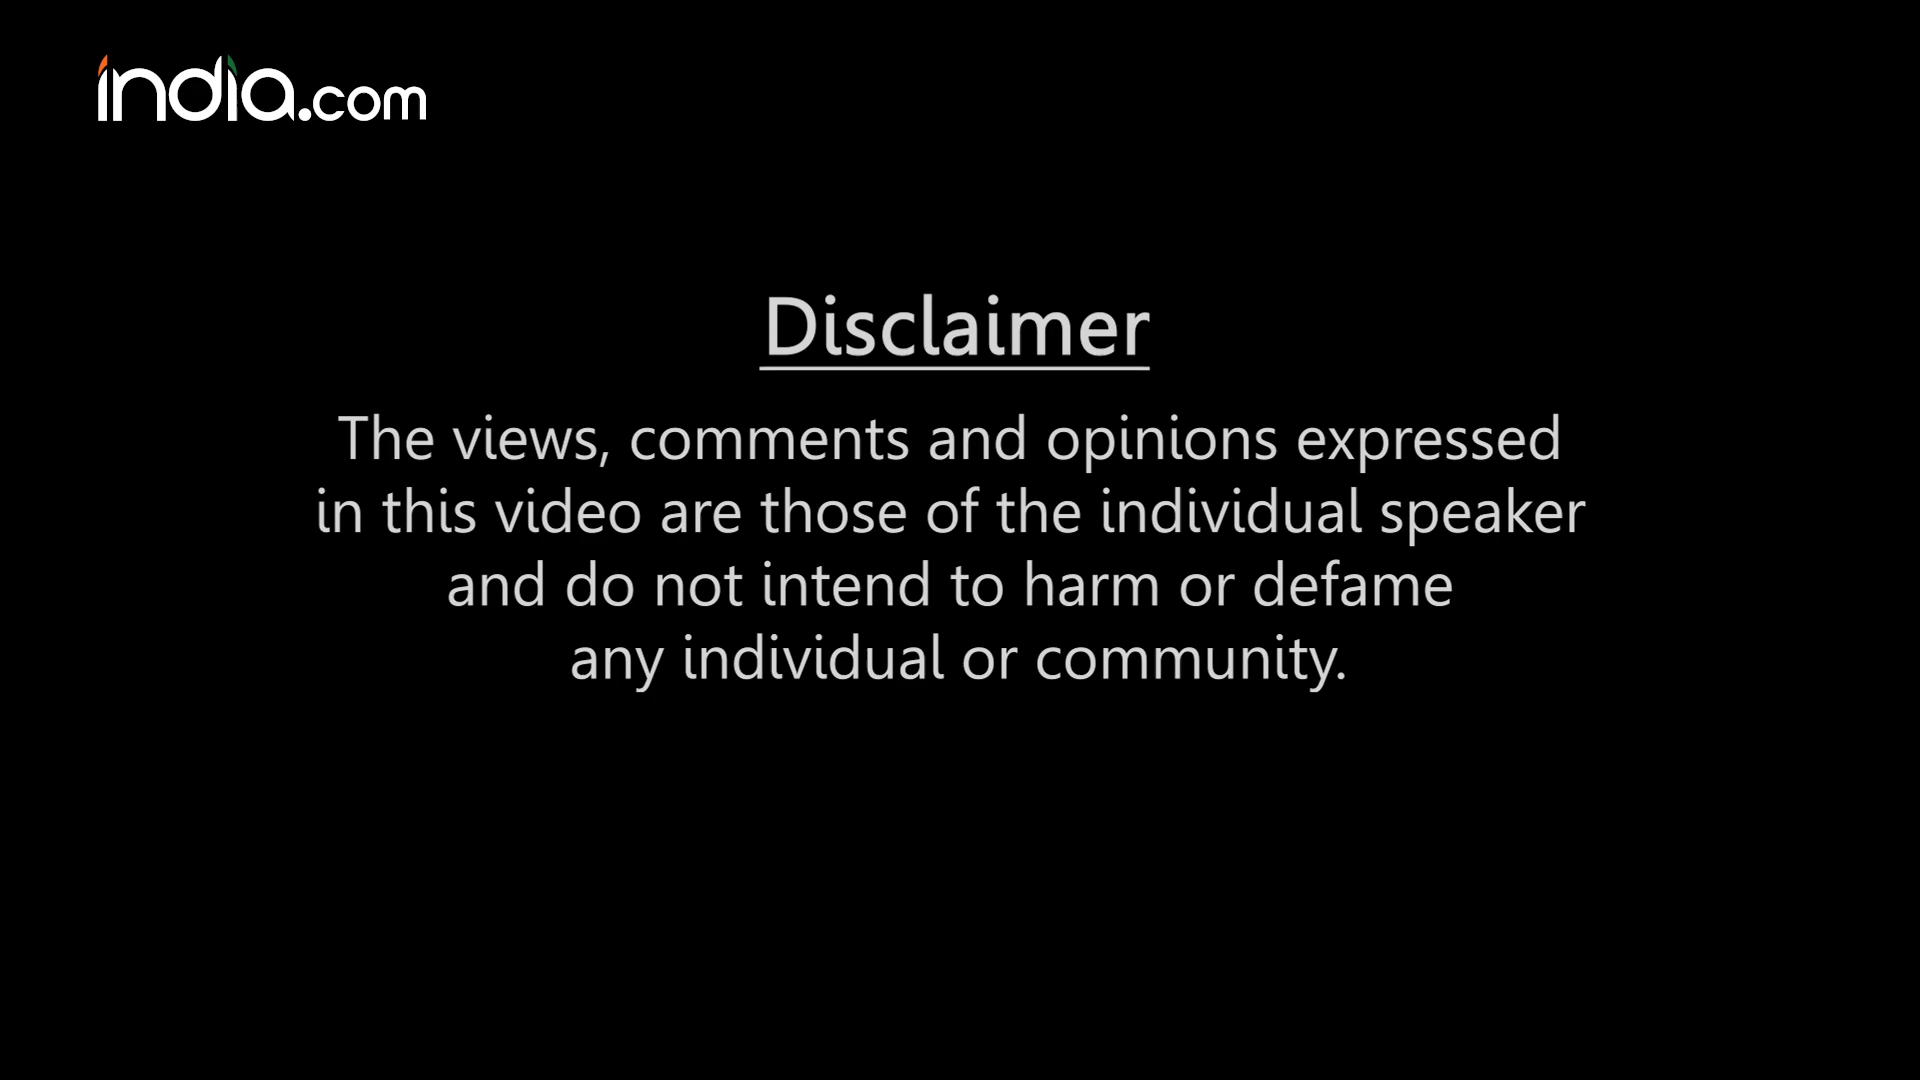 india.com
Disclaimer
The views, comments and opinions expressed
in this video are those of the individual speaker
and do not intend to harm or defame
any individual or community.